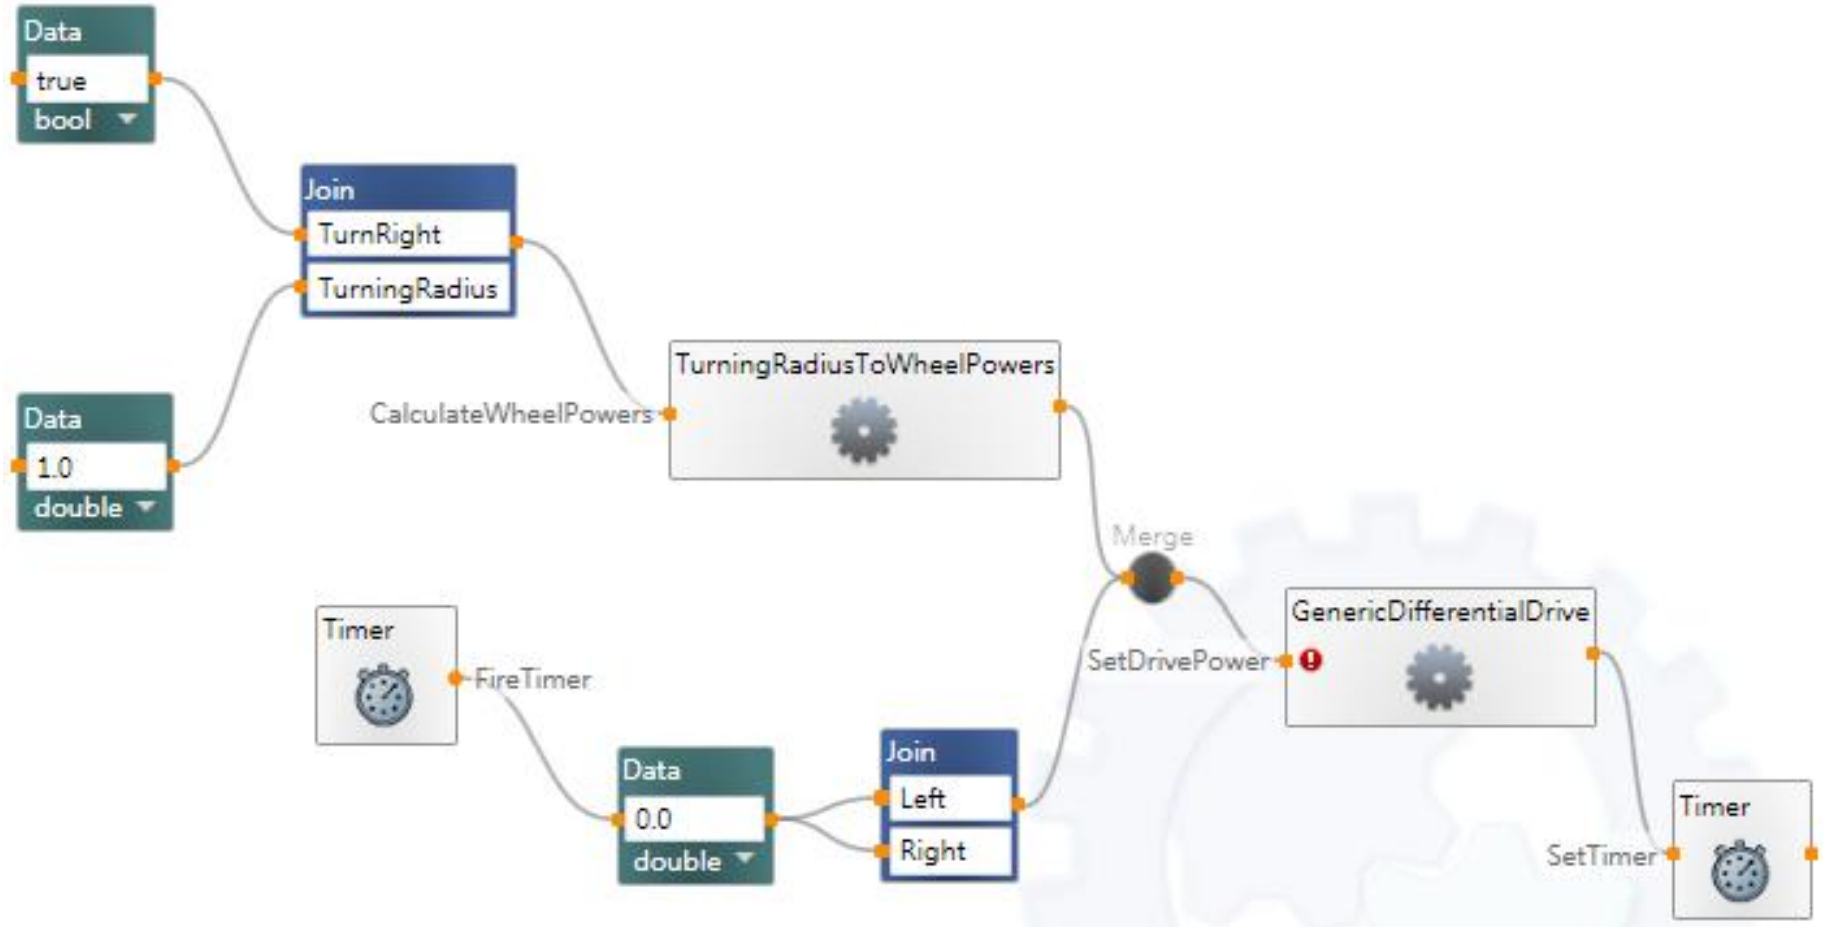 Data
true
bool
Join
TurnRight
TurningRadius
Data
1.0
double
TurningRadiusToWheelPowers
CalculateWheelPowers
Merge
Timer
FireTimer
GenericDifferentialDrive
SetDrivePower
Data
0.0
double
Join
Left
Right
Timer
SetTimer